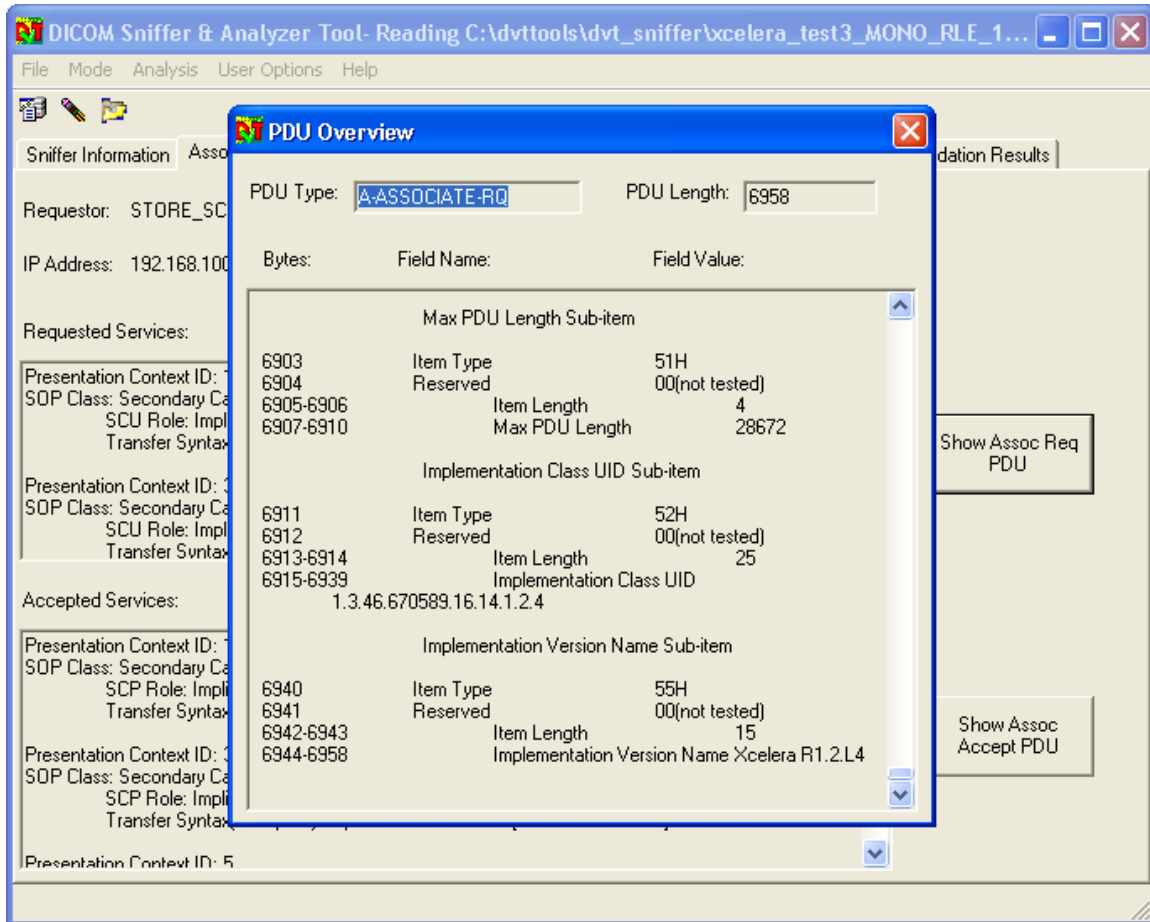 DICOM Sniffer & Analyzer Tool- Reading C:\dvttools\dvt_sniffer\xcelera_test3_MONO_RLE_1...
File Mode Analysis User Options Help
Sniffer Information Asso dation Results
Requestor: STORE_SC
IP Address: 192.168.100
Requested Services:
Presentation Context ID:
SOP Class: Secondary Ca
SCU Role: Impl
Transfer Syntax
Presentation Context ID: 3
SOP Class: Secondary Ca
SCU Role: Impl
Transfer Syntax
Accepted Services:
Presentation Context ID:
SOP Class: Secondary Ca
SCP Role: Impli
Transfer Syntax
Presentation Context ID: 3
SOP Class: Secondary Ca
SCP Role: Impli
Transfer Syntax
Presentation Context ID: 5
Show Assoc Req
PDU
Show Assoc
Accept PDU
PDU Overview
PDU Type: A-ASSOCIATE-RQ PDU Length: 6958
Bytes: Field Name: Field Value:
Max PDU Length Sub-item
6903 Item Type 51H
6904 Reserved 00(not tested)
6905-6906 Item Length 4
6907-6910 Max PDU Length 28672
Implementation Class UID Sub-item
6911 Item Type 52H
6912 Reserved 00(not tested)
6913-6914 Item Length 25
6915-6939 Implementation Class UID
1.3.46.670589.16.14.1.2.4
Implementation Version Name Sub-item
6940 Item Type 55H
6941 Reserved 00(not tested)
6942-6943 Item Length 15
6944-6958 Implementation Version Name Xcelera R1.2.L4